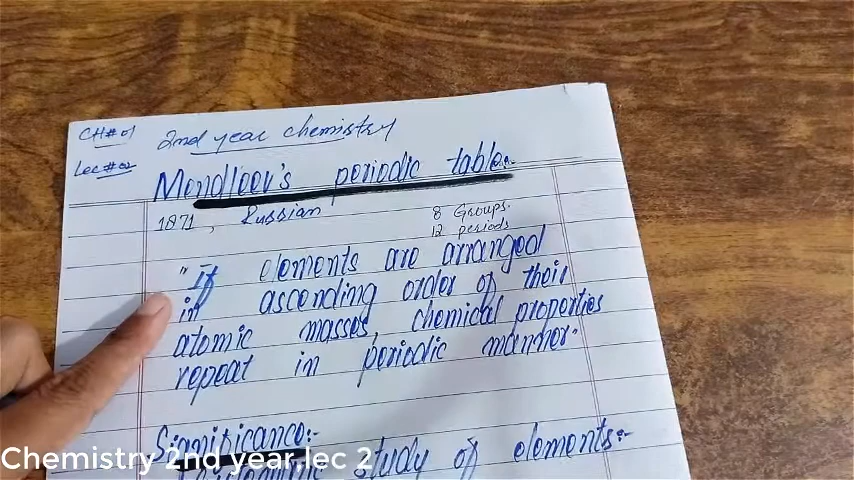 CH#01
2nd year chemistry
Lec#02
Mendleev's periodic table:-
1871, Russian
8 Groups.
12 periods
"If elements are arranged
in ascending order of their
atomic masses, chemical properties
repeat in periodic manner.
Significance:-
study of elements:-
Chemistry 2nd year,lec 2